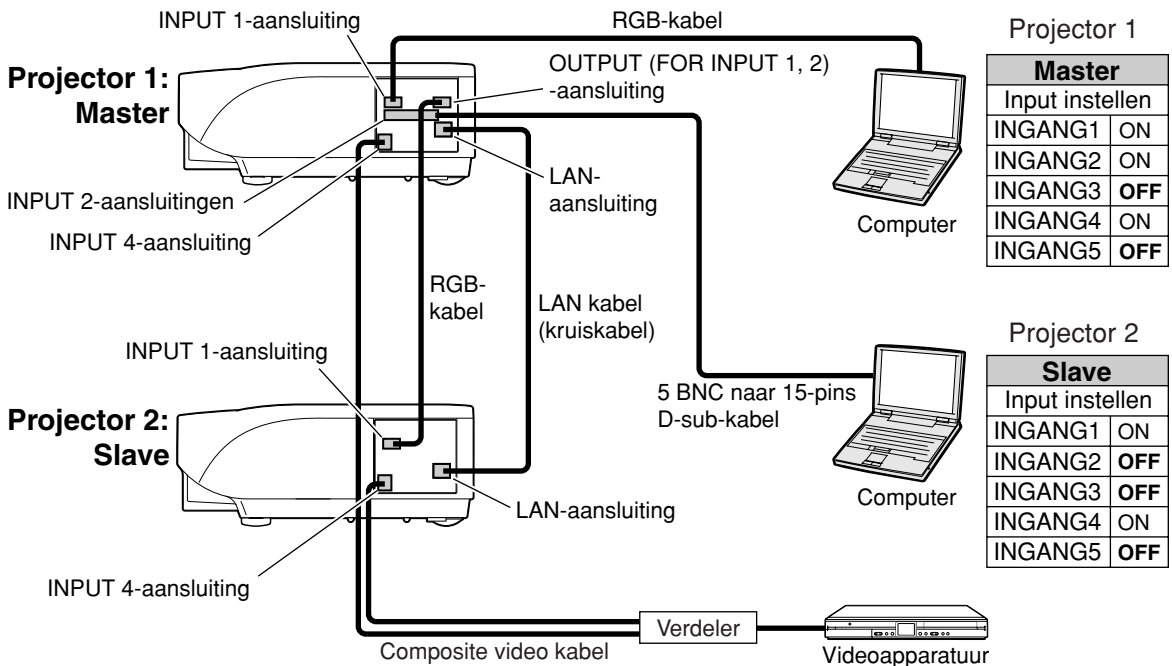 INPUT 1-aansluiting
RGB-kabel
OUTPUT (FOR INPUT 1, 2)
-aansluiting
Projector 1:
Master
INPUT 2-aansluitingen
INPUT 4-aansluiting
LAN-
aansluiting
Computer
RGB-
kabel
LAN kabel
(kruiskabel)
5 BNC naar 15-pins
D-sub-kabel
Computer
INPUT 1-aansluiting
Projector 2:
Slave
LAN-aansluiting
INPUT 4-aansluiting
Verdeler
Composite video kabel
Videoapparatuur
Projector 1
Master
Input instellen
INGANG1 ON
INGANG2 ON
INGANG3 OFF
INGANG4 ON
INGANG5 OFF
Projector 2
Slave
Input instellen
INGANG1 ON
INGANG2 OFF
INGANG3 OFF
INGANG4 ON
INGANG5 OFF